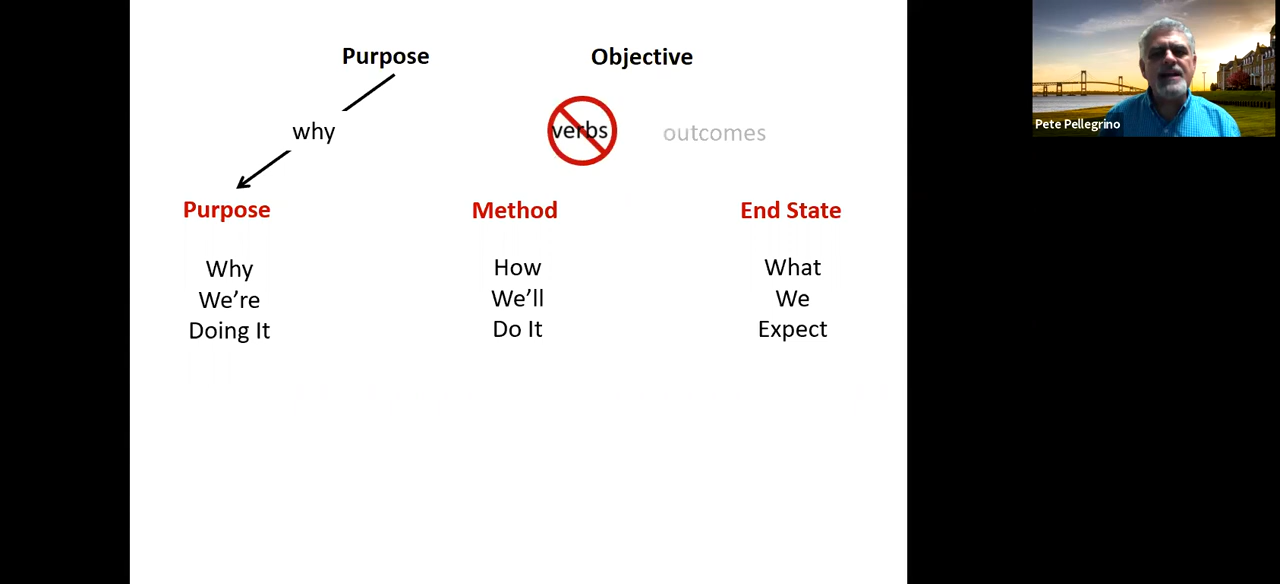 Purpose
Objective
why
verbs
outcomes
Purpose
Method
End State
Why
We're
Doing It
How
We'll
Do It
What
We
Expect
Pete Pellegrino